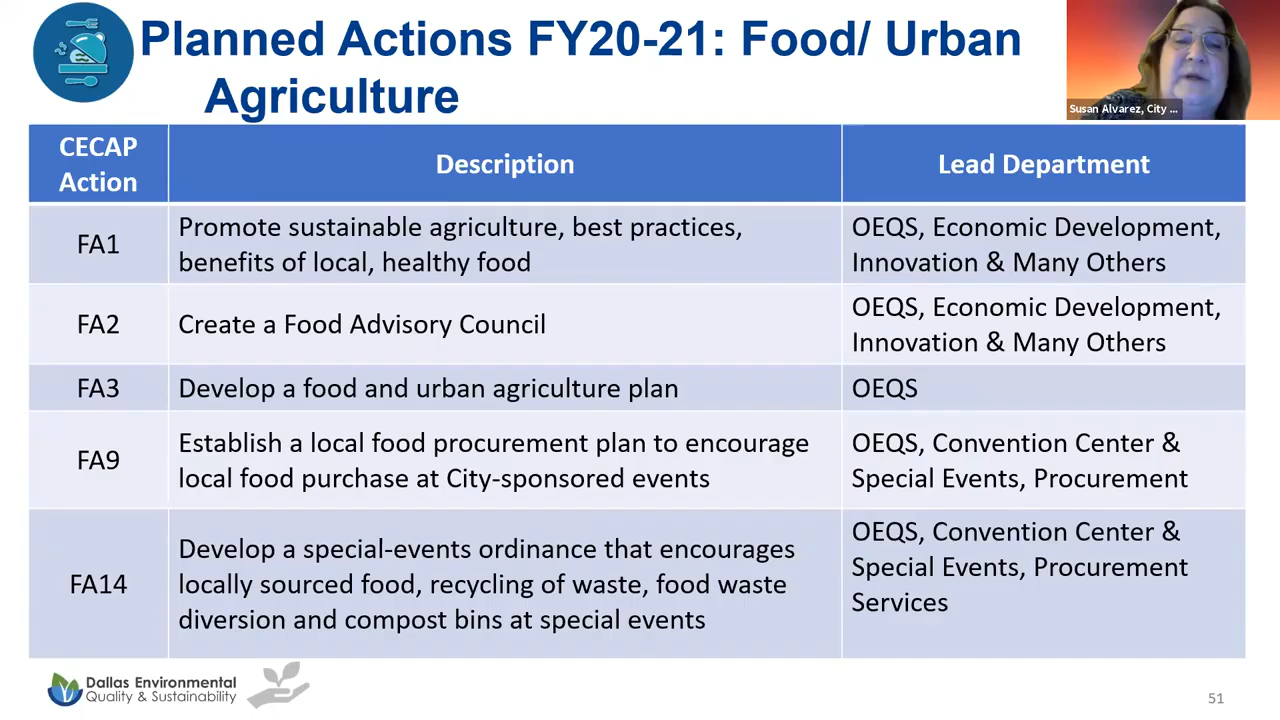 Planned Actions FY20-21: Food/ Urban
Agriculture
Susan Alvarez, City ...
CECAP
Action
Description
Lead Department
FA1
Promote sustainable agriculture, best practices,
benefits of local, healthy food
OEQS, Economic Development,
Innovation & Many Others
FA2
Create a Food Advisory Council
OEQS, Economic Development,
Innovation & Many Others
FA3
Develop a food and urban agriculture plan
OEQS
FA9
Establish a local food procurement plan to encourage
local food purchase at City-sponsored events
OEQS, Convention Center &
Special Events, Procurement
FA14
Develop a special-events ordinance that encourages
locally sourced food, recycling of waste, food waste
diversion and compost bins at special events
OEQS, Convention Center &
Special Events, Procurement
Services
Dallas Environmental
Quality & Sustainability
51